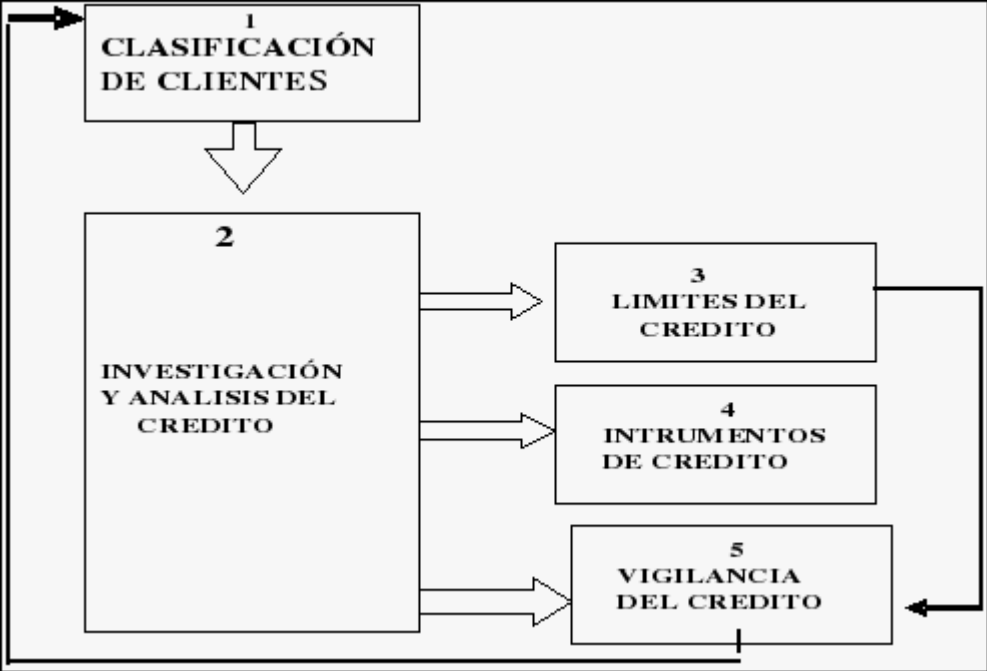 1
CLASIFICACIÓN
DE CLIENTES
2
INVESTIGACIÓN
Y ANALISIS DEL
CREDITO
3
LIMITES DEL
CREDITO
4
INTRUMENTOS
DE CREDITO
5
VIGILANCIA
DEL CREDITO